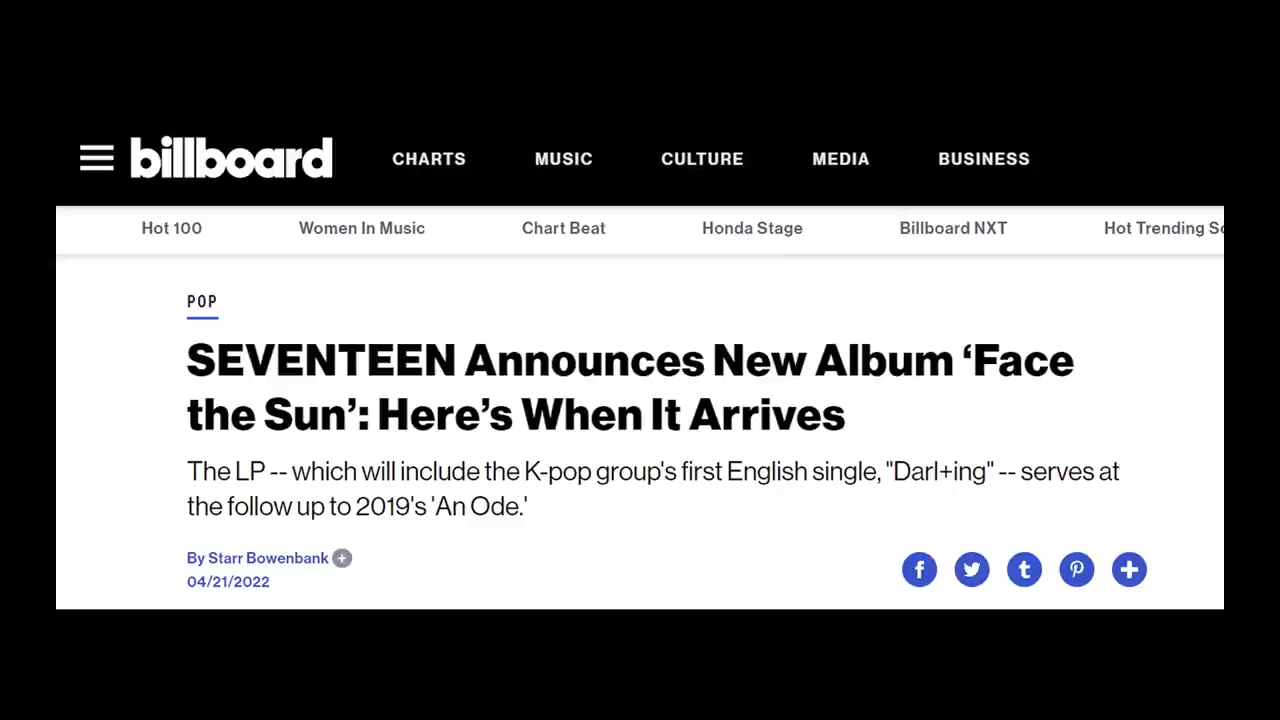 billboard CHARTS MUSIC CULTURE MEDIA BUSINESS
Hot 100 Women In Music Chart Beat Honda Stage Billboard NXT Hot Trending
POP
SEVENTEEN Announces New Album ‘Face
the Sun’: Here’s When It Arrives
The LP -- which will include the K-pop group's first English single, "Darl+ing" -- serves at
the follow up to 2019's 'An Ode.'
By Starr Bowenbank
04/21/2022